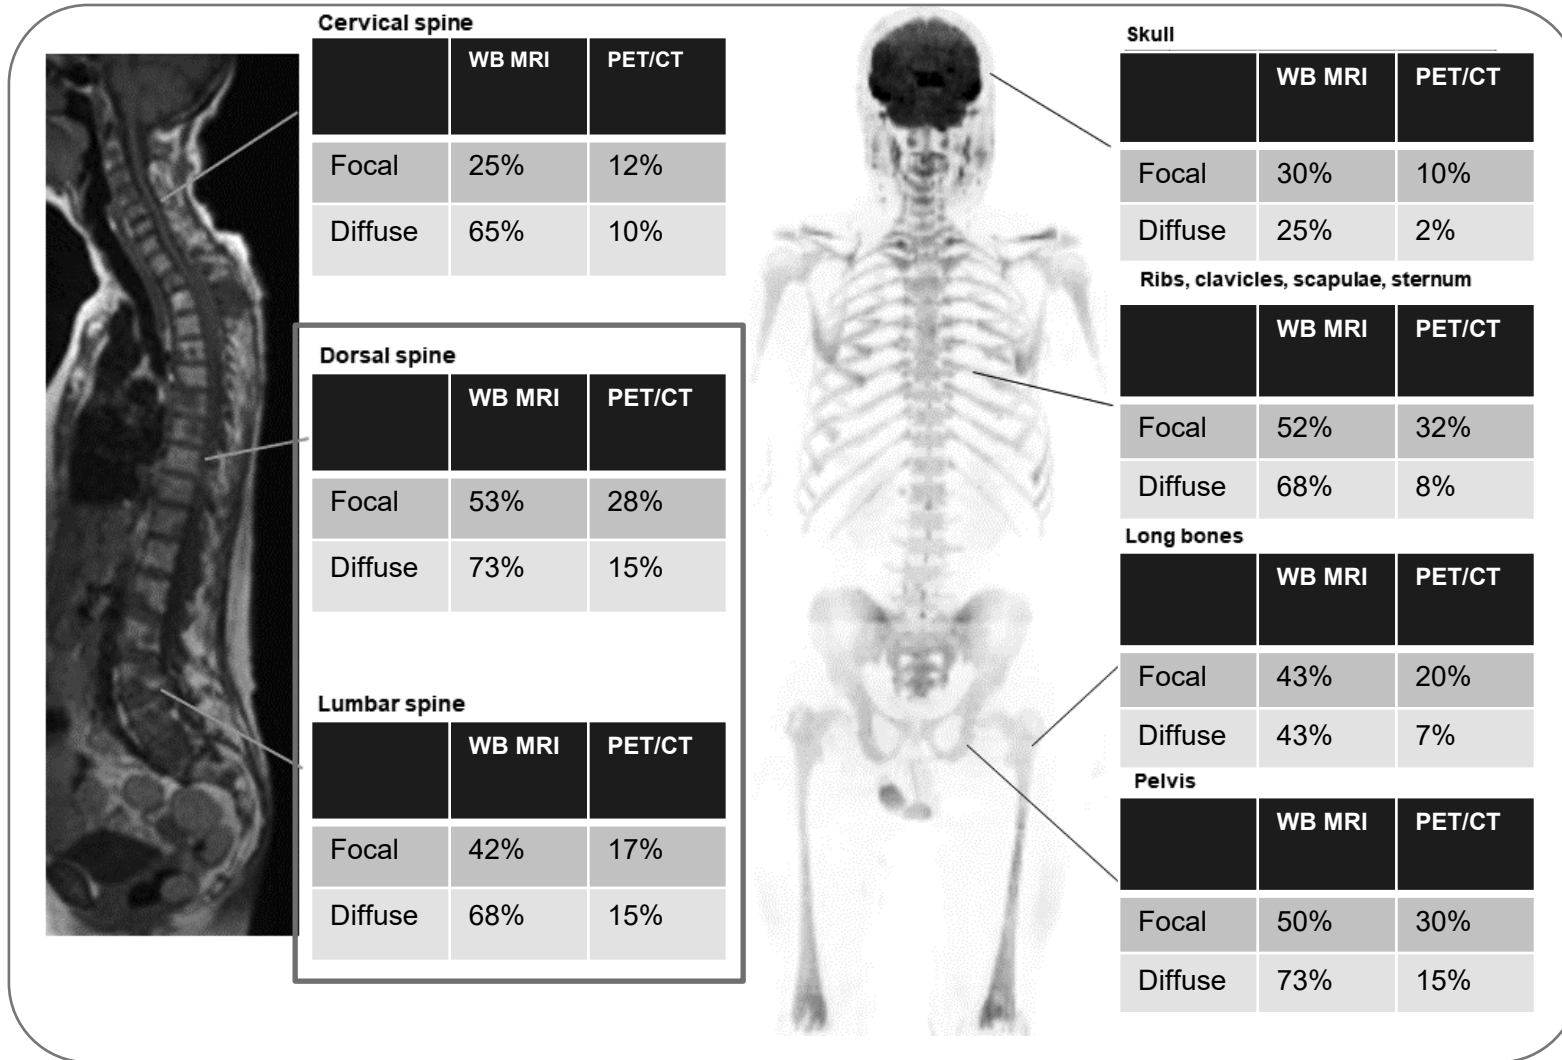 Cervical spine
WB MRI PET/CT
Focal 25% 12%
Diffuse 65% 10%
Dorsal spine
WB MRI PET/CT
Focal 53% 28%
Diffuse 73% 15%
Lumbar spine
WB MRI PET/CT
Focal 42% 17%
Diffuse 68% 15%
Skull
WB MRI PET/CT
Focal 30% 10%
Diffuse 25% 2%
Ribs, clavicles, scapulae, sternum
WB MRI PET/CT
Focal 52% 32%
Diffuse 68% 8%
Long bones
WB MRI PET/CT
Focal 43% 20%
Diffuse 43% 7%
Pelvis
WB MRI PET/CT
Focal 50% 30%
Diffuse 73% 15%